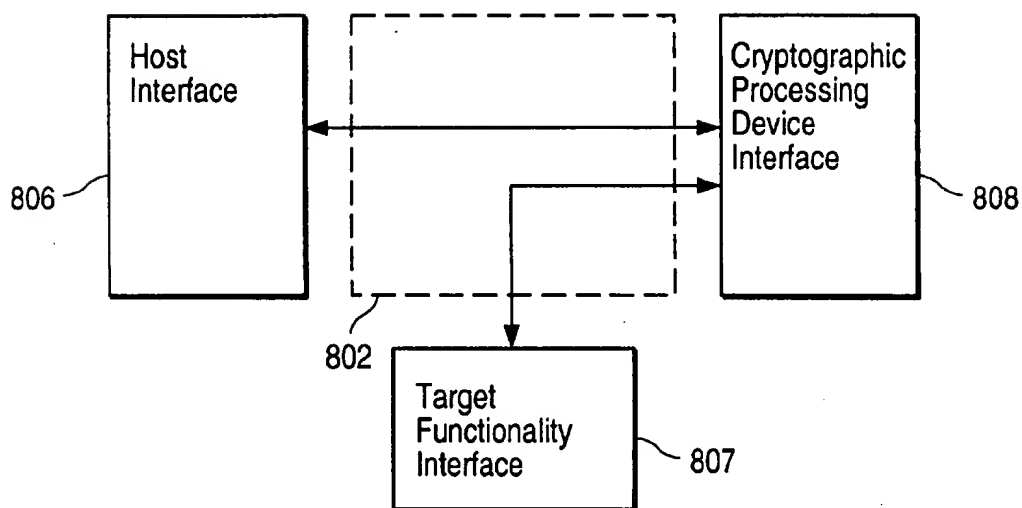 Host
Interface
Cryptographic
Processing
Device
Interface
806
808
802
Target
Functionality
Interface
807